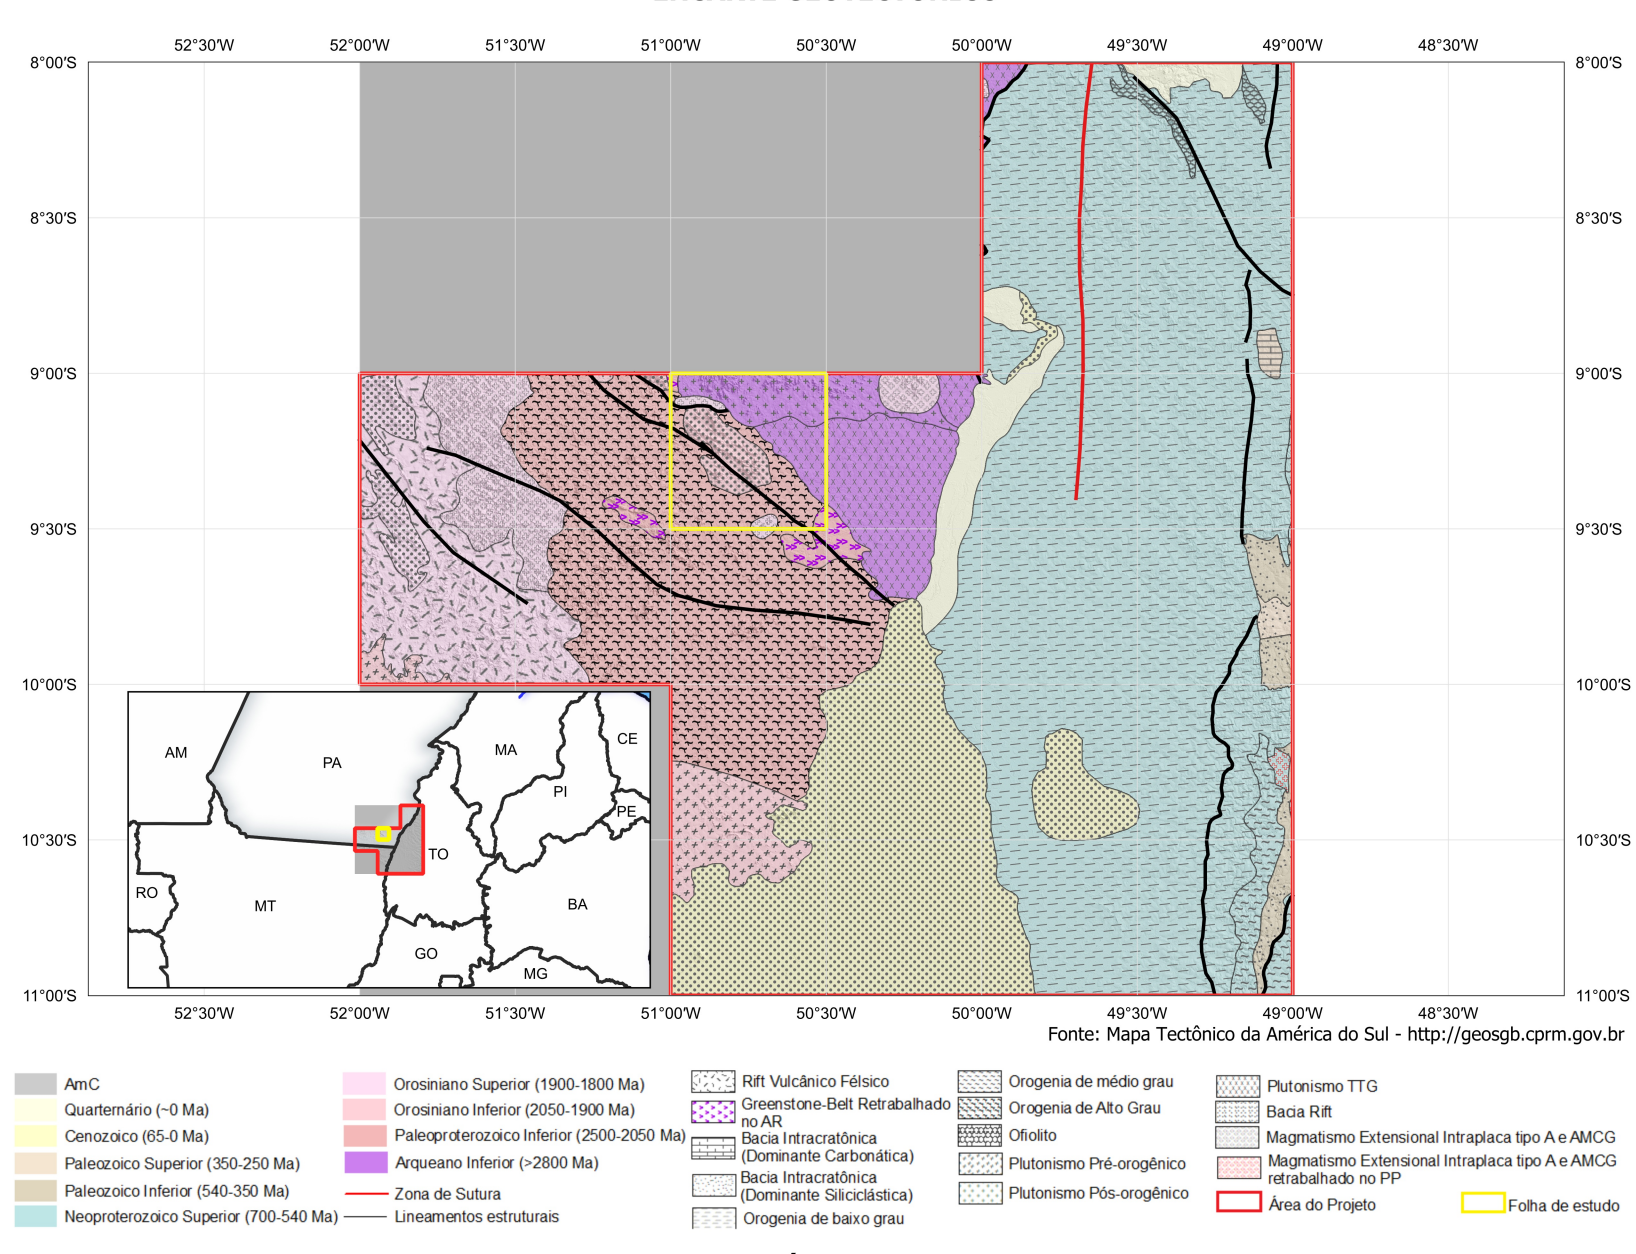 52°30'W 52°00'W 51°30'W 51°00'W 50°30'W 50°00'W 49°30'W 49°00'W 48°30'W
8°00'S 8°00'S
8°30'S 8°30'S
9°00'S 9°00'S
9°30'S 9°30'S
10°00'S 10°00'S
AM PA MA CE
PI
PE
10°30'S 10°30'S
TO
RO MT BA
GO
MG
11°00'S 11°00'S
52°30'W 52°00'W 51°30'W 51°00'W 50°30'W 50°00'W 49°30'W 49°00'W 48°30'W
Fonte: Mapa Tectônico da América do Sul - http://geosgb.cprm.gov.br
AmC
Quarternário (~0 Ma)
Cenozoico (65-0 Ma)
Paleozoico Superior (350-250 Ma)
Paleozoico Inferior (540-350 Ma)
Neoproterozoico Superior (700-540 Ma)
Orosiniano Superior (1900-1800 Ma)
Orosiniano Inferior (2050-1900 Ma)
Paleoproterozoico Inferior (2500-2050 Ma)
Arqueano Inferior (>2800 Ma)
Zona de Sutura
Lineamentos estruturais
Rift Vulcânico Félsico
Greenstone-Belt Retrabalhado
no AR
Bacia Intracratônica
(Dominante Carbonática)
Bacia Intracratônica
(Dominante Siliciclástica)
Orogenia de baixo grau
Orogenia de médio grau
Orogenia de Alto Grau
Ofiolito
Plutonismo Pré-orogênico
Plutonismo Pós-orogênico
Plutonismo TTG
Bacia Rift
Magmatismo Extensional Intraplaca tipo A e AMCG
Magmatismo Extensional Intraplaca tipo A e AMCG
retrabalhado no PP
Área do Projeto
Folha de estudo